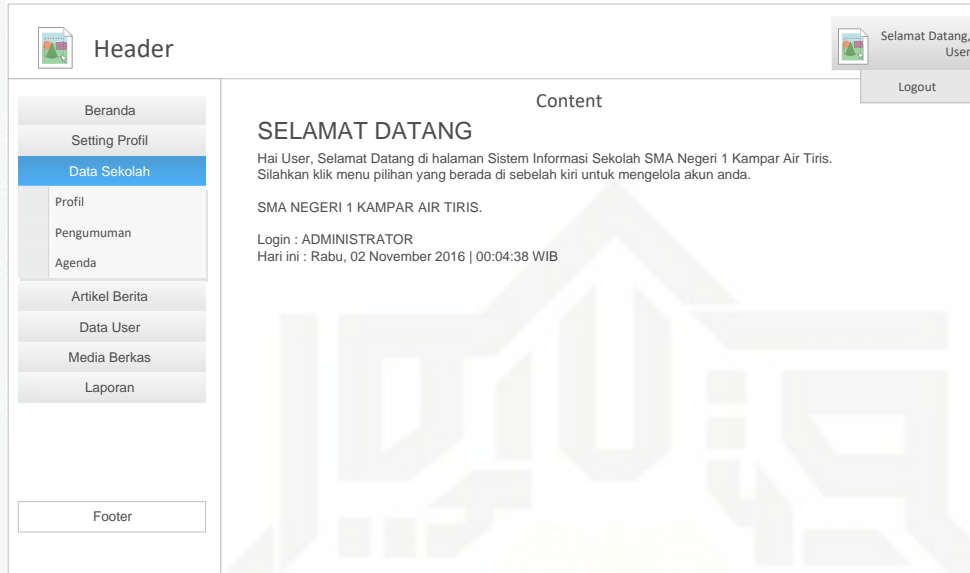 Header
Selamat Datang,
User
Logout
Beranda
Setting Profil
Data Sekolah
Profil
Pengumuman
Agenda
Artikel Berita
Data User
Media Berkas
Laporan
Footer
Content
SELAMAT DATANG
Hai User, Selamat Datang di halaman Sistem Informasi Sekolah SMA Negeri 1 Kampar Air Tiris.
Silahkan klik menu pilihan yang berada di sebelah kiri untuk mengelola akun anda.
SMA NEGERI 1 KAMPAR AIR TIRIS.
Login : ADMINISTRATOR
Hari ini : Rabu, 02 November 2016 | 00:04:38 WIB